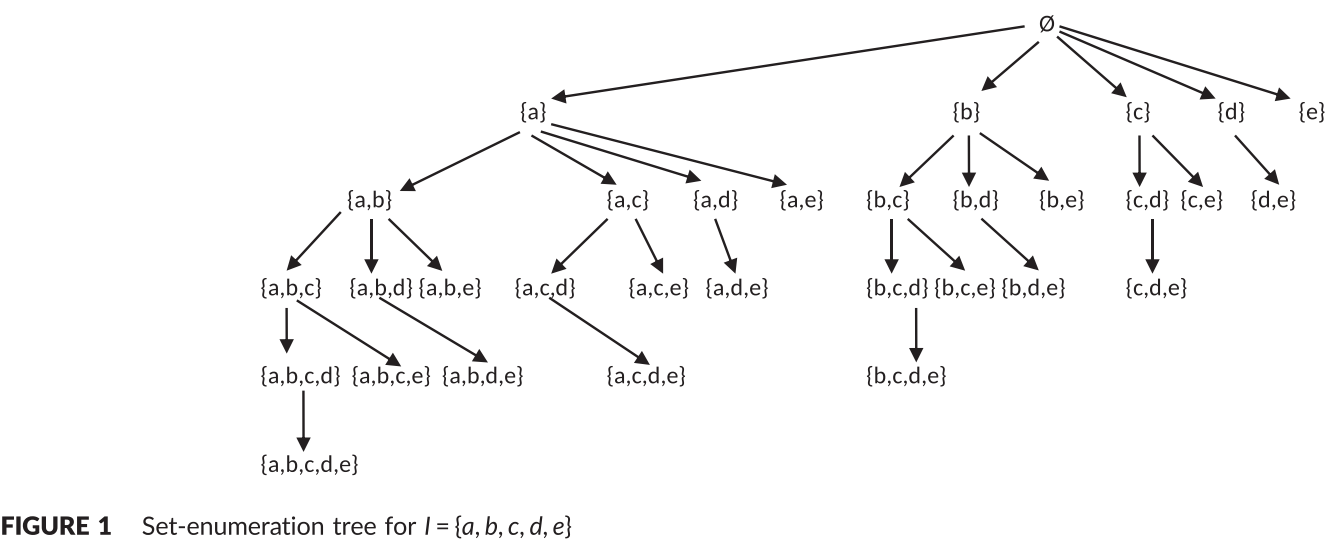 Ø
{a} {b} {c} {d} {e}
{a,b} {a,c} {a,d} {a,e} {b,c} {b,d} {b,e} {c,d} {c,e} {d,e}
{a,b,c} {a,b,d} {a,b,e} {a,c,d} {a,c,e} {a,d,e} {b,c,d} {b,c,e} {b,d,e} {c,d,e}
{a,b,c,d} {a,b,c,e} {a,b,d,e} {a,c,d,e} {b,c,d,e}
{a,b,c,d,e}
FIGURE 1 Set-enumeration tree for I = {a, b, c, d, e}